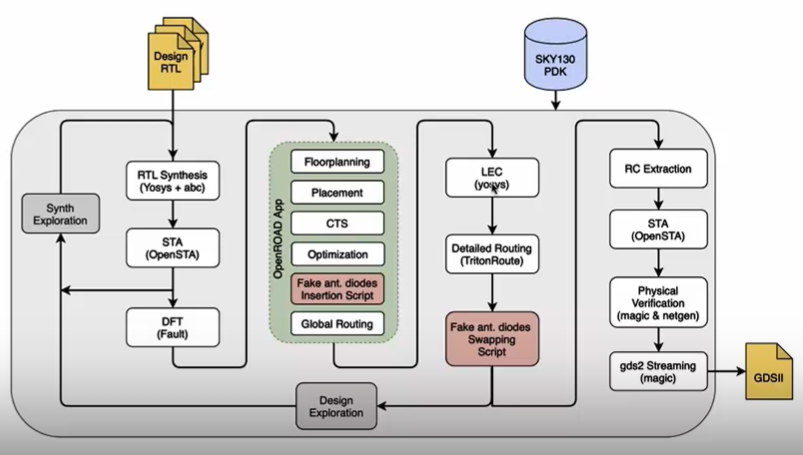 Design
RTL
SKY130
PDK
Synth
Exploration
RTL Synthesis
(Yosys + abc)
STA
(OpenSTA)
DFT
(Fault)
OpenROAD App
Floorplanning
Placement
CTS
Optimization
Fake ant. diodes
Insertion Script
Global Routing
LEC
(yosys)
Detailed Routing
(TritonRoute)
Fake ant. diodes
Swapping
Script
Design
Exploration
RC Extraction
STA
(OpenSTA)
Physical
Verification
(magic & netgen)
gds2 Streaming
(magic)
GDSII